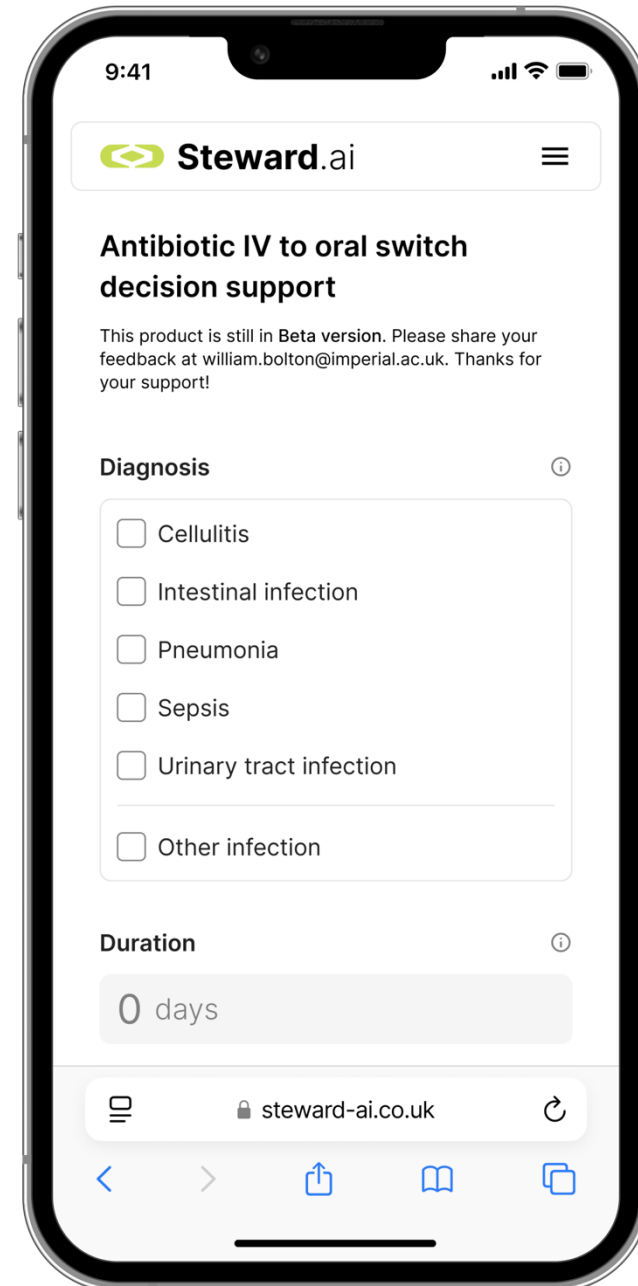 9:41
Steward.ai
Antibiotic IV to oral switch
decision support
This product is still in Beta version. Please share your
feedback at william.bolton@imperial.ac.uk. Thanks for
your support!
Diagnosis
Cellulitis
Intestinal infection
Pneumonia
Sepsis
Urinary tract infection
Other infection
Duration
0 days
steward-ai.co.uk